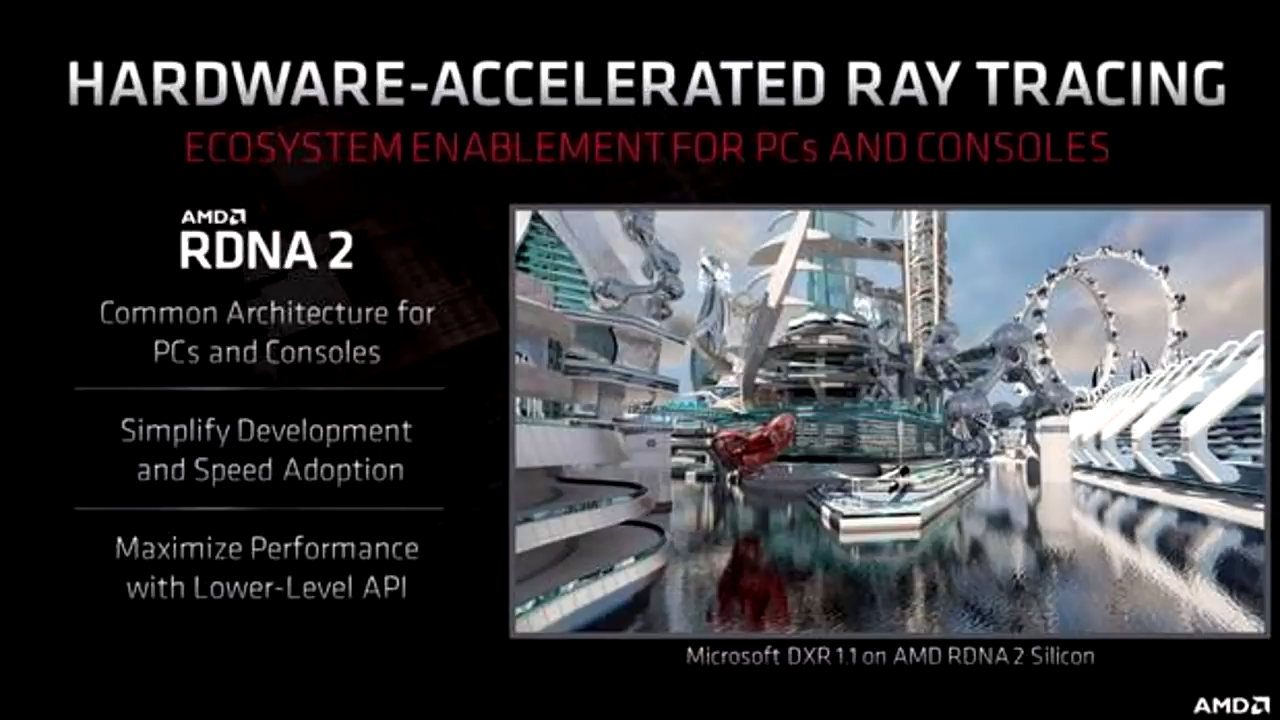 HARDWARE-ACCELERATED RAY TRACING
ECOSYSTEM ENABLEMENT FOR PCs AND CONSOLES
AMD
RDNA 2
Common Architecture for
PCs and Consoles
Simplify Development
and Speed Adoption
Maximize Performance
with Lower-Level API
Microsoft DXR 1.1 on AMD RDNA 2 Silicon
AMD